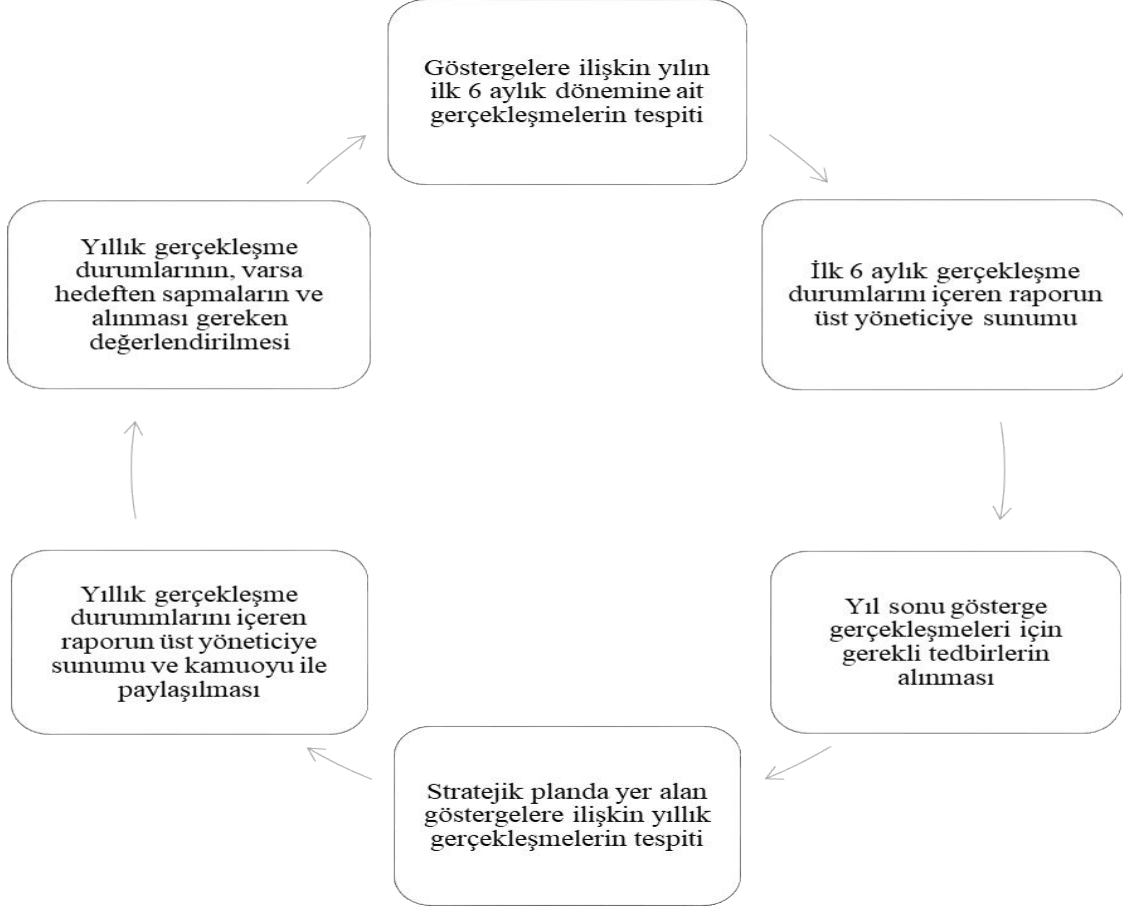 Göstergelere ilişkin yılın
ilk 6 aylık dönemine ait
gerçekleşmelerin tespiti
İlk 6 aylık gerçekleşme
durumlarını içeren raporun
üst yöneticiye sunumu
Yıl sonu gösterge
gerçekleşmeleri için
gerekli tedbirlerin
alınması
Stratejik planda yer alan
göstergelere ilişkin yıllık
gerçekleşmelerin tespiti
Yıllık gerçekleşme
durummlarını içeren
raporun üst yöneticiye
sunumu ve kamuoyu ile
paylaşılması
Yıllık gerçekleşme
durumlarının, varsa
hedeften sapmaların ve
alınması gereken
değerlendirilmesi